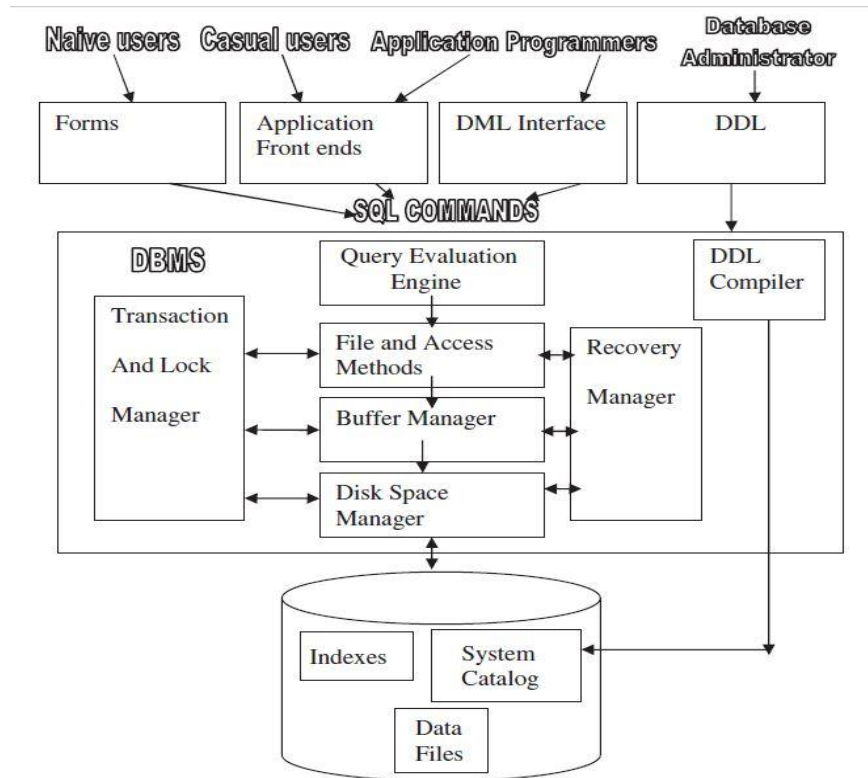 Naive users
Casual users
Application Programmers
Database
Administrator
Forms
Application
Front ends
DML Interface
DDL
SQL COMMANDS
DBMS
Query Evaluation
Engine
DDL
Compiler
Transaction
And Lock
Manager
File and Access
Methods
Recovery
Manager
Buffer Manager
Disk Space
Manager
Indexes
System
Catalog
Data
Files